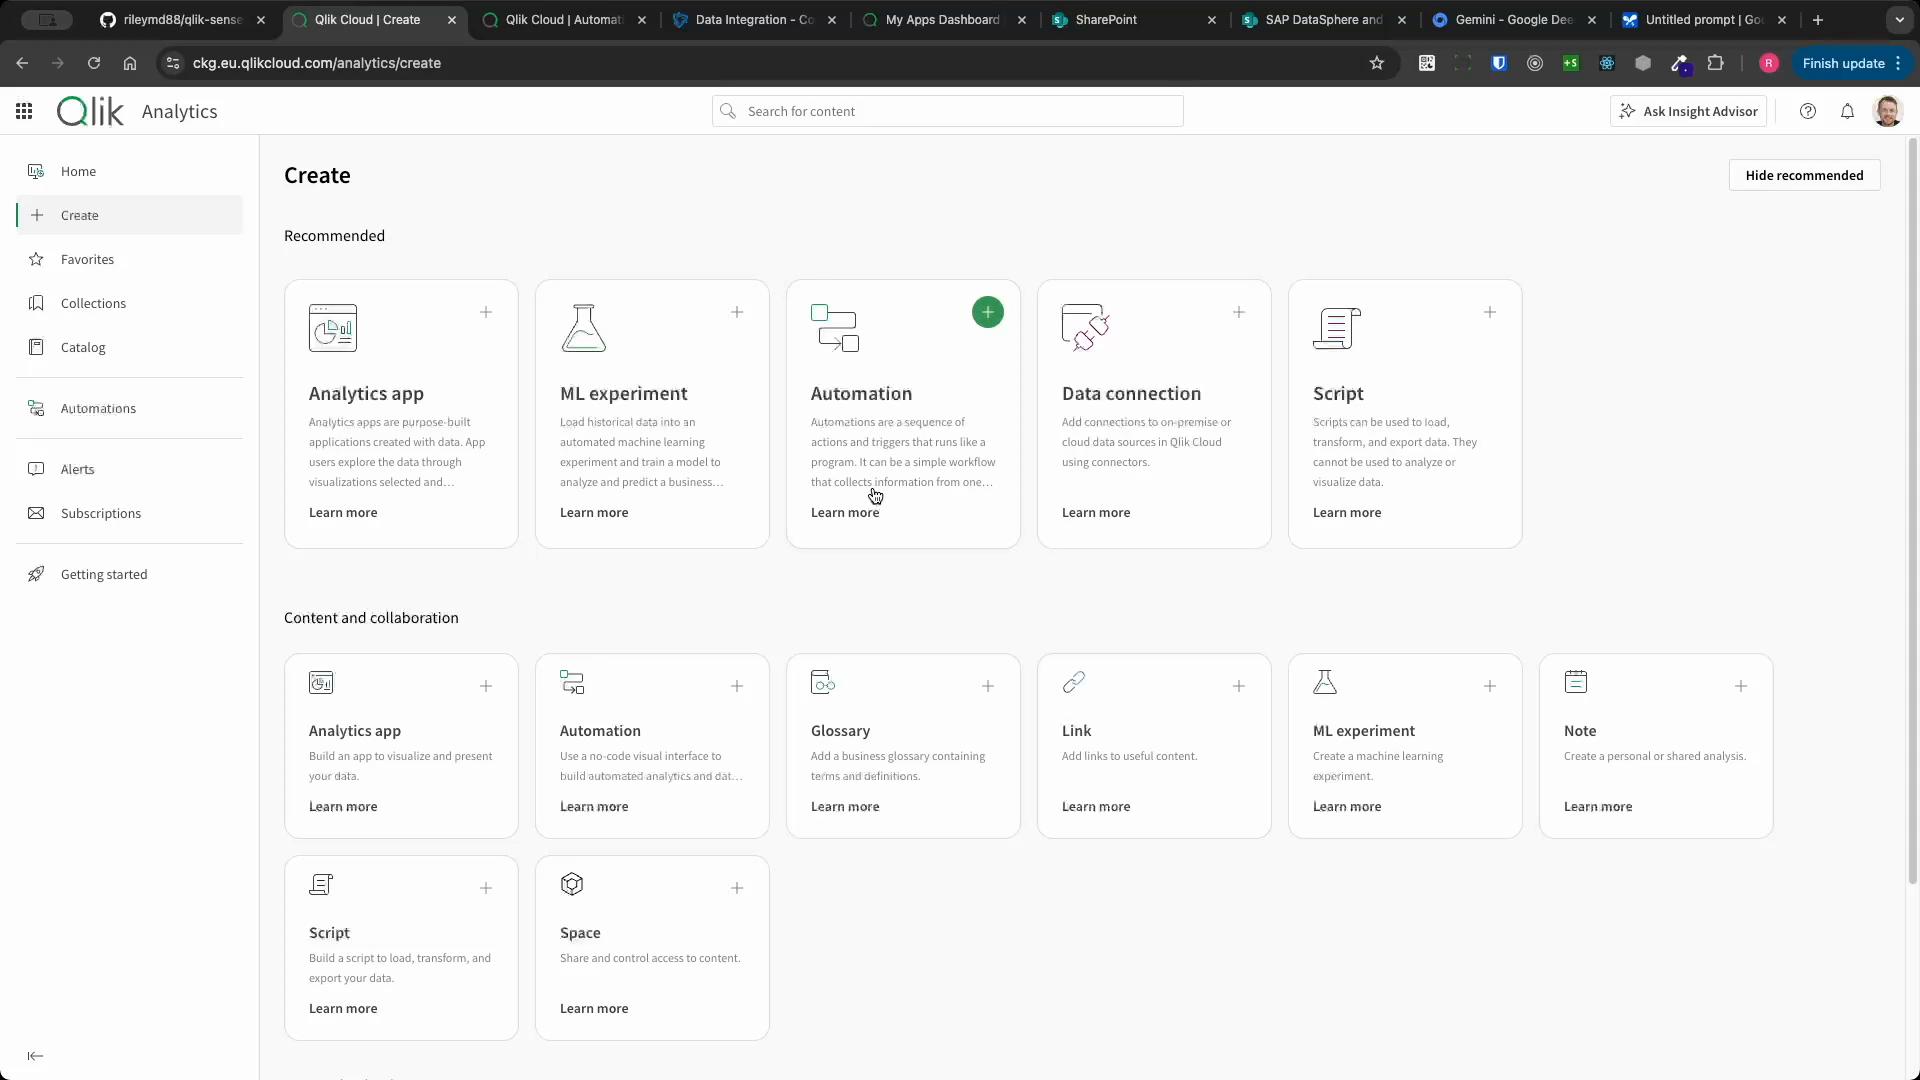 rileymd88/qlik-sense
Qlik Cloud | Create
Qlik Cloud | Automati
Data Integration - Co
My Apps Dashboard
SharePoint
SAP DataSphere and
Gemini - Google Dee
Untitled prompt | Goo
ckg.eu.qlikcloud.com/analytics/create
R
Finish update
Qlik
Analytics
Search for content
Ask Insight Advisor
Home
Create
Favorites
Collections
Catalog
Automations
Alerts
Subscriptions
Getting started
Create
Hide recommended
Recommended
Analytics app
Analytics apps are purpose-built
applications created with data. App
users explore the data through
visualizations selected and...
Learn more
ML experiment
Load historical data into an
automated machine learning
experiment and train a model to
analyze and predict a business...
Learn more
Automation
Automations are a sequence of
actions and triggers that runs like a
program. It can be a simple workflow
that collects information from one...
Learn more
Data connection
Add connections to on-premise or
cloud data sources in Qlik Cloud
using connectors.
Learn more
Script
Scripts can be used to load,
transform, and export data. They
cannot be used to analyze or
visualize data.
Learn more
Content and collaboration
Analytics app
Build an app to visualize and present
your data.
Learn more
Automation
Use a no-code visual interface to
build automated analytics and dat...
Learn more
Glossary
Add a business glossary containing
terms and definitions.
Learn more
Link
Add links to useful content.
Learn more
ML experiment
Create a machine learning
experiment.
Learn more
Note
Create a personal or shared analysis.
Learn more
Script
Build a script to load, transform, and
export your data.
Learn more
Space
Share and control access to content.
Learn more